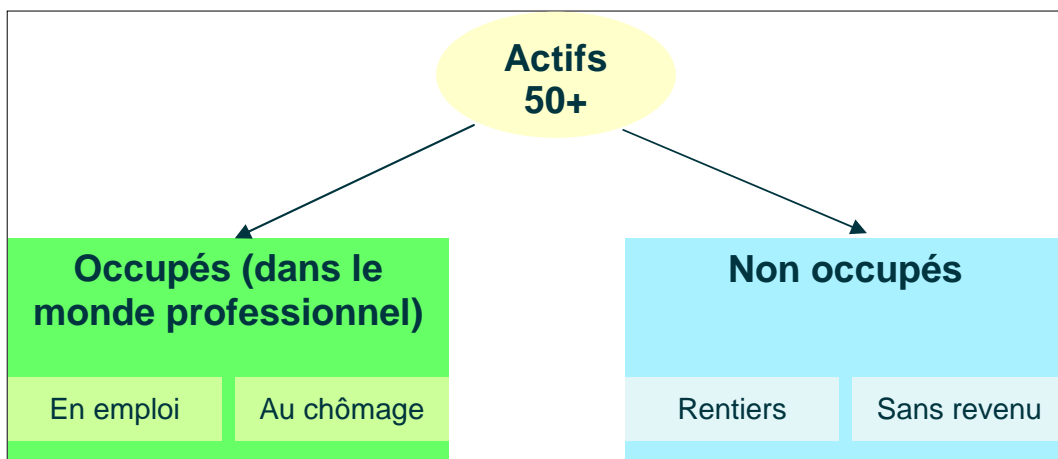 Actifs
50+
Occupés (dans le
monde professionnel)
Non occupés
En emploi
Au chômage
Rentiers
Sans revenu